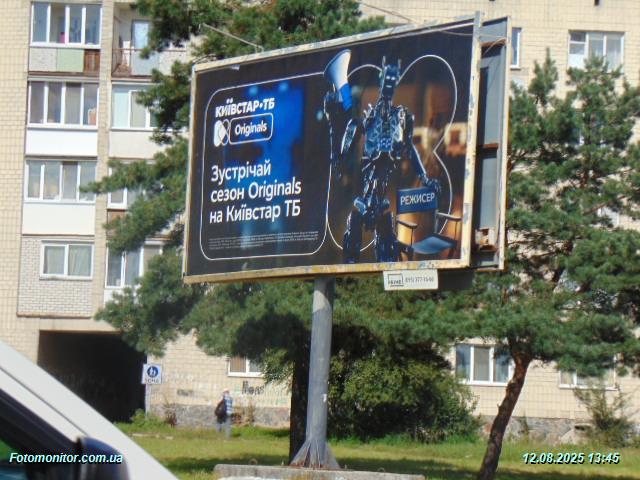 КИЇВСТАР•ТБ
Originals
Зустрічай
сезон Originals
на Київстар ТБ
РЕЖИСЕР
Fotomonitor.com.ua
12.08.2025 13:45